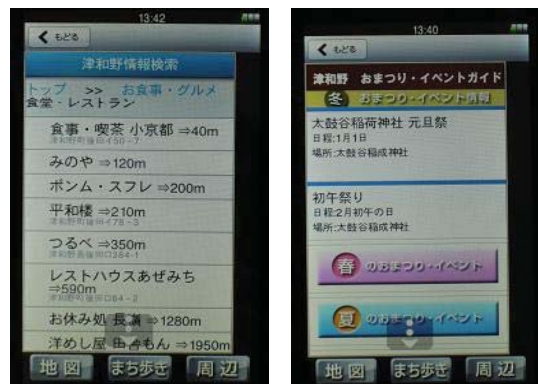 13:42
もどる
津和野情報検索
トップ >> お食事・グルメ
食堂・レストラン
食事・喫茶 小京都 ⇒40m
みのや ⇒120m
ボンム・スフレ ⇒200m
平和楼 ⇒210m
つるべ ⇒350m
レストハウスあぜみち
⇒590m
お休み処 長濱 ⇒1280m
洋めし屋 ⇒1950m
地図 まち歩き 周辺
13:40
もどる
津和野 おまつり・イベントガイド
冬 おまつり・イベント情報
太鼓谷稲荷神社 元旦祭
日程:1月1日
場所:太鼓谷稲成神社
初午祭り
日程:2月初午の日
場所:太鼓谷稲成神社
春 のおまつり・イベント
夏 のおまつり・イベント
地図 まち歩き 周辺